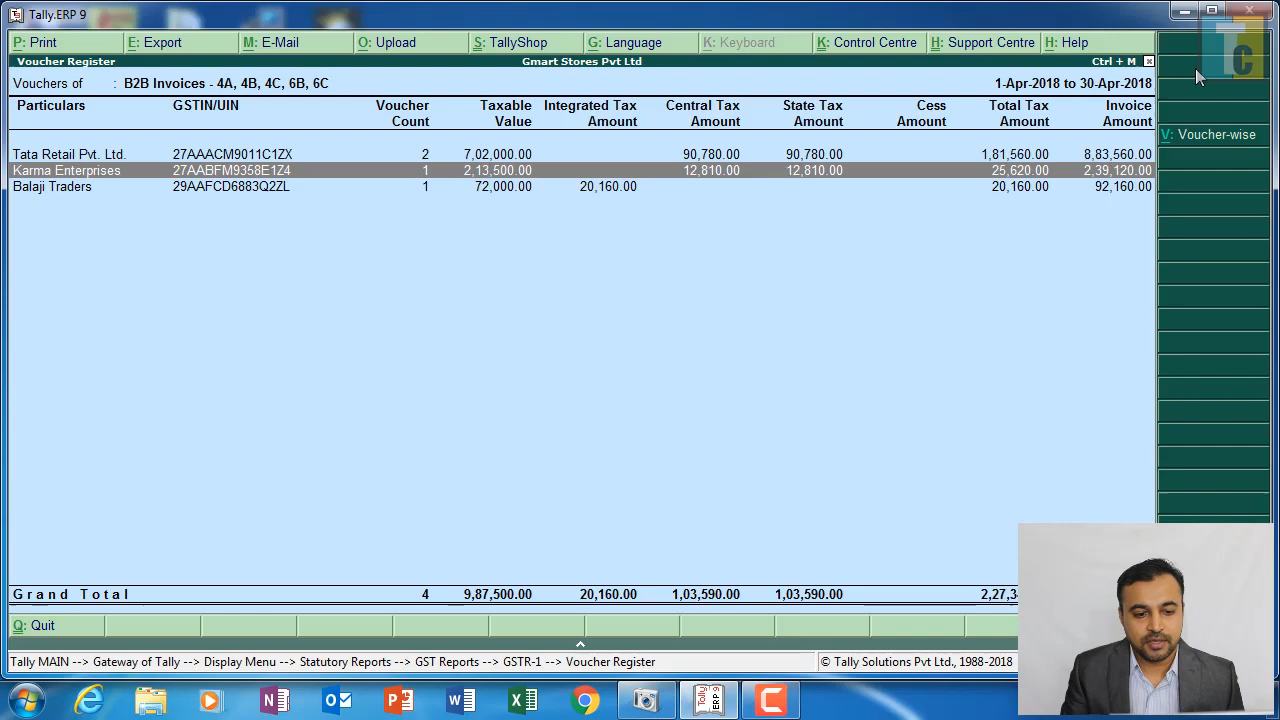 Tally.ERP 9
P: Print E: Export M: E-Mail O: Upload S: TallyShop G: Language K: Keyboard K: Control Centre H: Support Centre H: Help
Voucher Register Gmart Stores Pvt Ltd Ctrl + M
Vouchers of : B2B Invoices - 4A, 4B, 4C, 6B, 6C 1-Apr-2018 to 30-Apr-2018
Particulars GSTIN/UIN Voucher Taxable Integrated Tax Central Tax State Tax Cess Total Tax Invoice
Count Value Amount Amount Amount Amount Amount Amount
V: Voucher-wise
Tata Retail Pvt. Ltd. 27AAACM9011C1ZX 2 7,02,000.00 90,780.00 90,780.00 1,81,560.00 8,83,560.00
Karma Enterprises 27AABFM9358E1Z4 1 2,13,500.00 12,810.00 12,810.00 25,620.00 2,39,120.00
Balaji Traders 29AAFCD6883Q2ZL 1 72,000.00 20,160.00 20,160.00 92,160.00
Grand Total 4 9,87,500.00 20,160.00 1,03,590.00 1,03,590.00
Q: Quit
Tally MAIN --> Gateway of Tally --> Display Menu --> Statutory Reports --> GST Reports --> GSTR-1 --> Voucher Register © Tally Solutions Pvt Ltd., 1988-2018